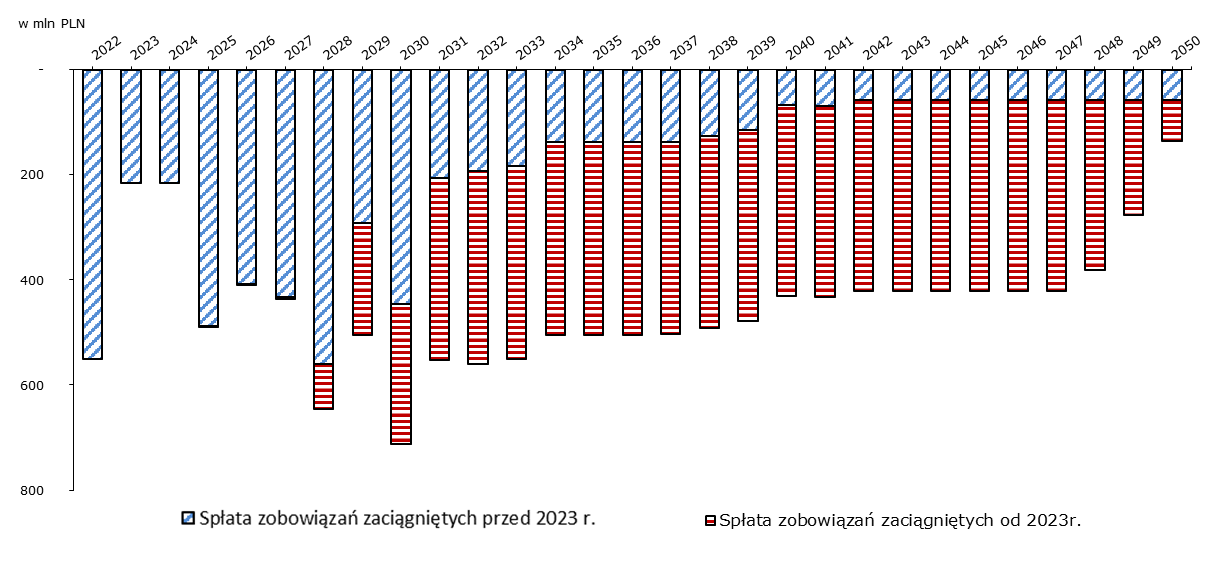 w mln PLN
2022 2023 2024 2025 2026 2027 2028 2029 2030 2031 2032 2033 2034 2035 2036 2037 2038 2039 2040 2041 2042 2043 2044 2045 2046 2047 2048 2049 2050
-
200
400
600
800
Spłata zobowiązań zaciągniętych przed 2023 r. Spłata zobowiązań zaciągniętych od 2023r.